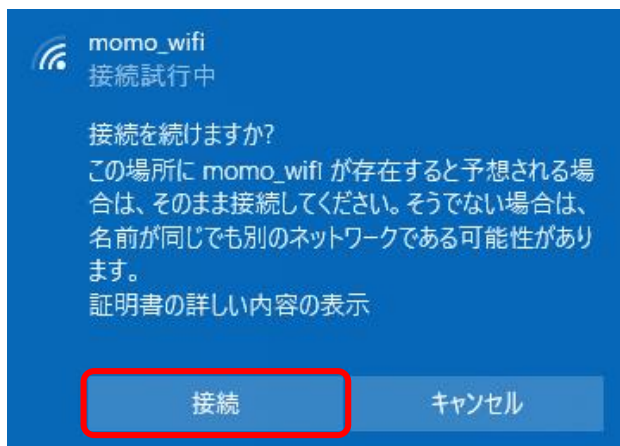 momo_wifi
接続試行中
接続を続けますか?
この場所に momo_wifi が存在すると予想される場
合は、そのまま接続してください。そうでない場合は、
名前が同じでも別のネットワークである可能性があり
ます。
証明書の詳しい内容の表示
接続
キャンセル